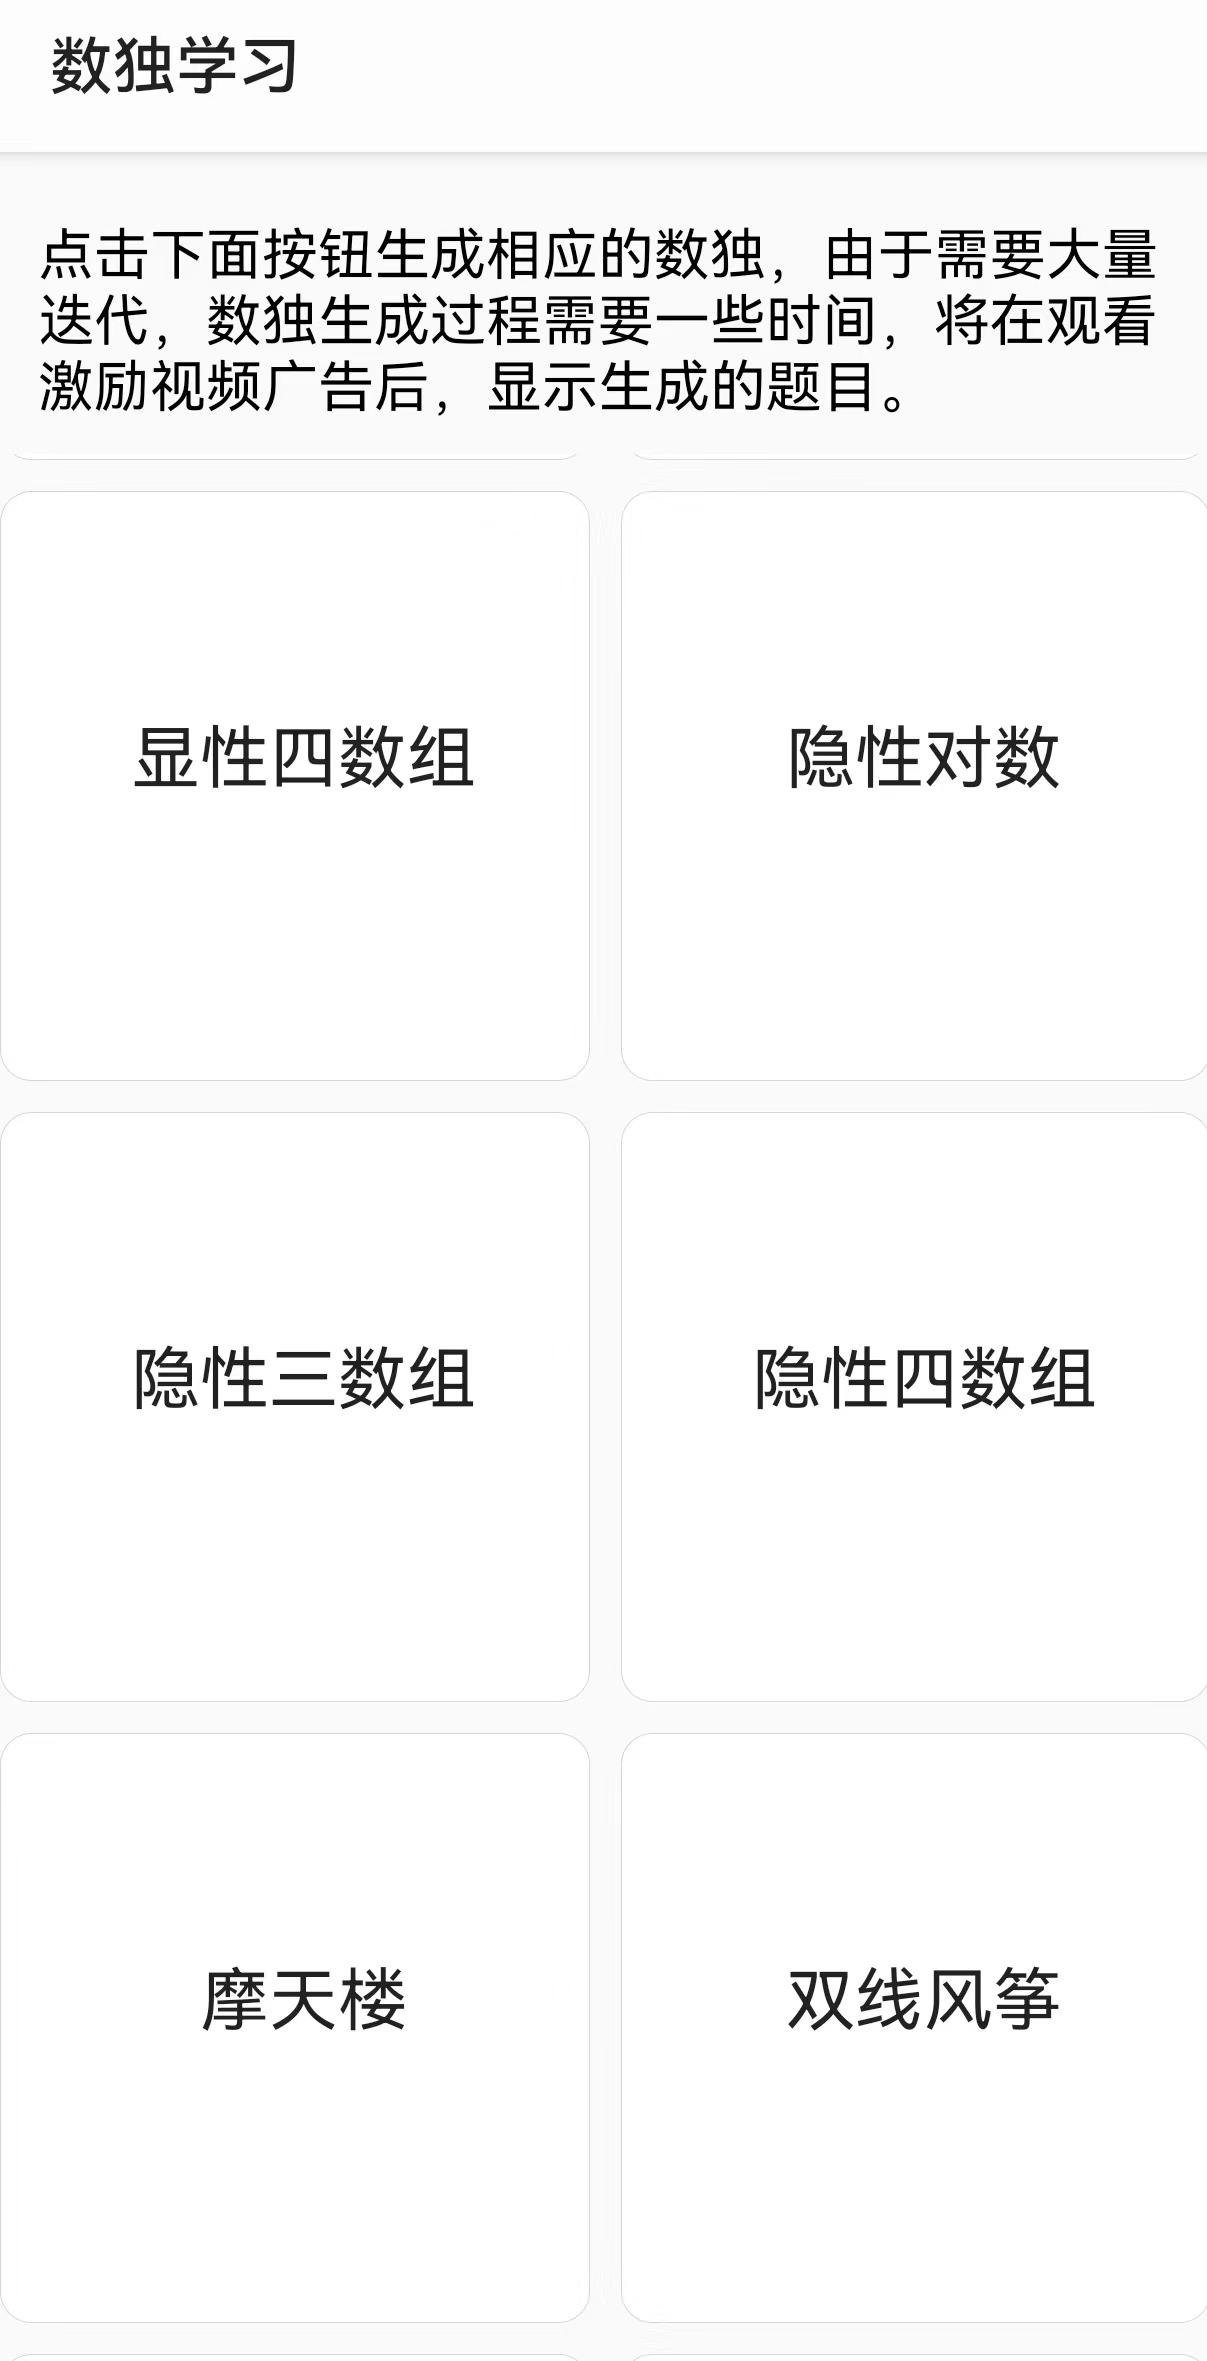 数独学习
点击下面按钮生成相应的数独，由于需要大量
迭代，数独生成过程需要一些时间，将在观看
激励视频广告后，显示生成的题目。
显性四数组
隐性对数
隐性三数组
隐性四数组
摩天楼
双线风筝